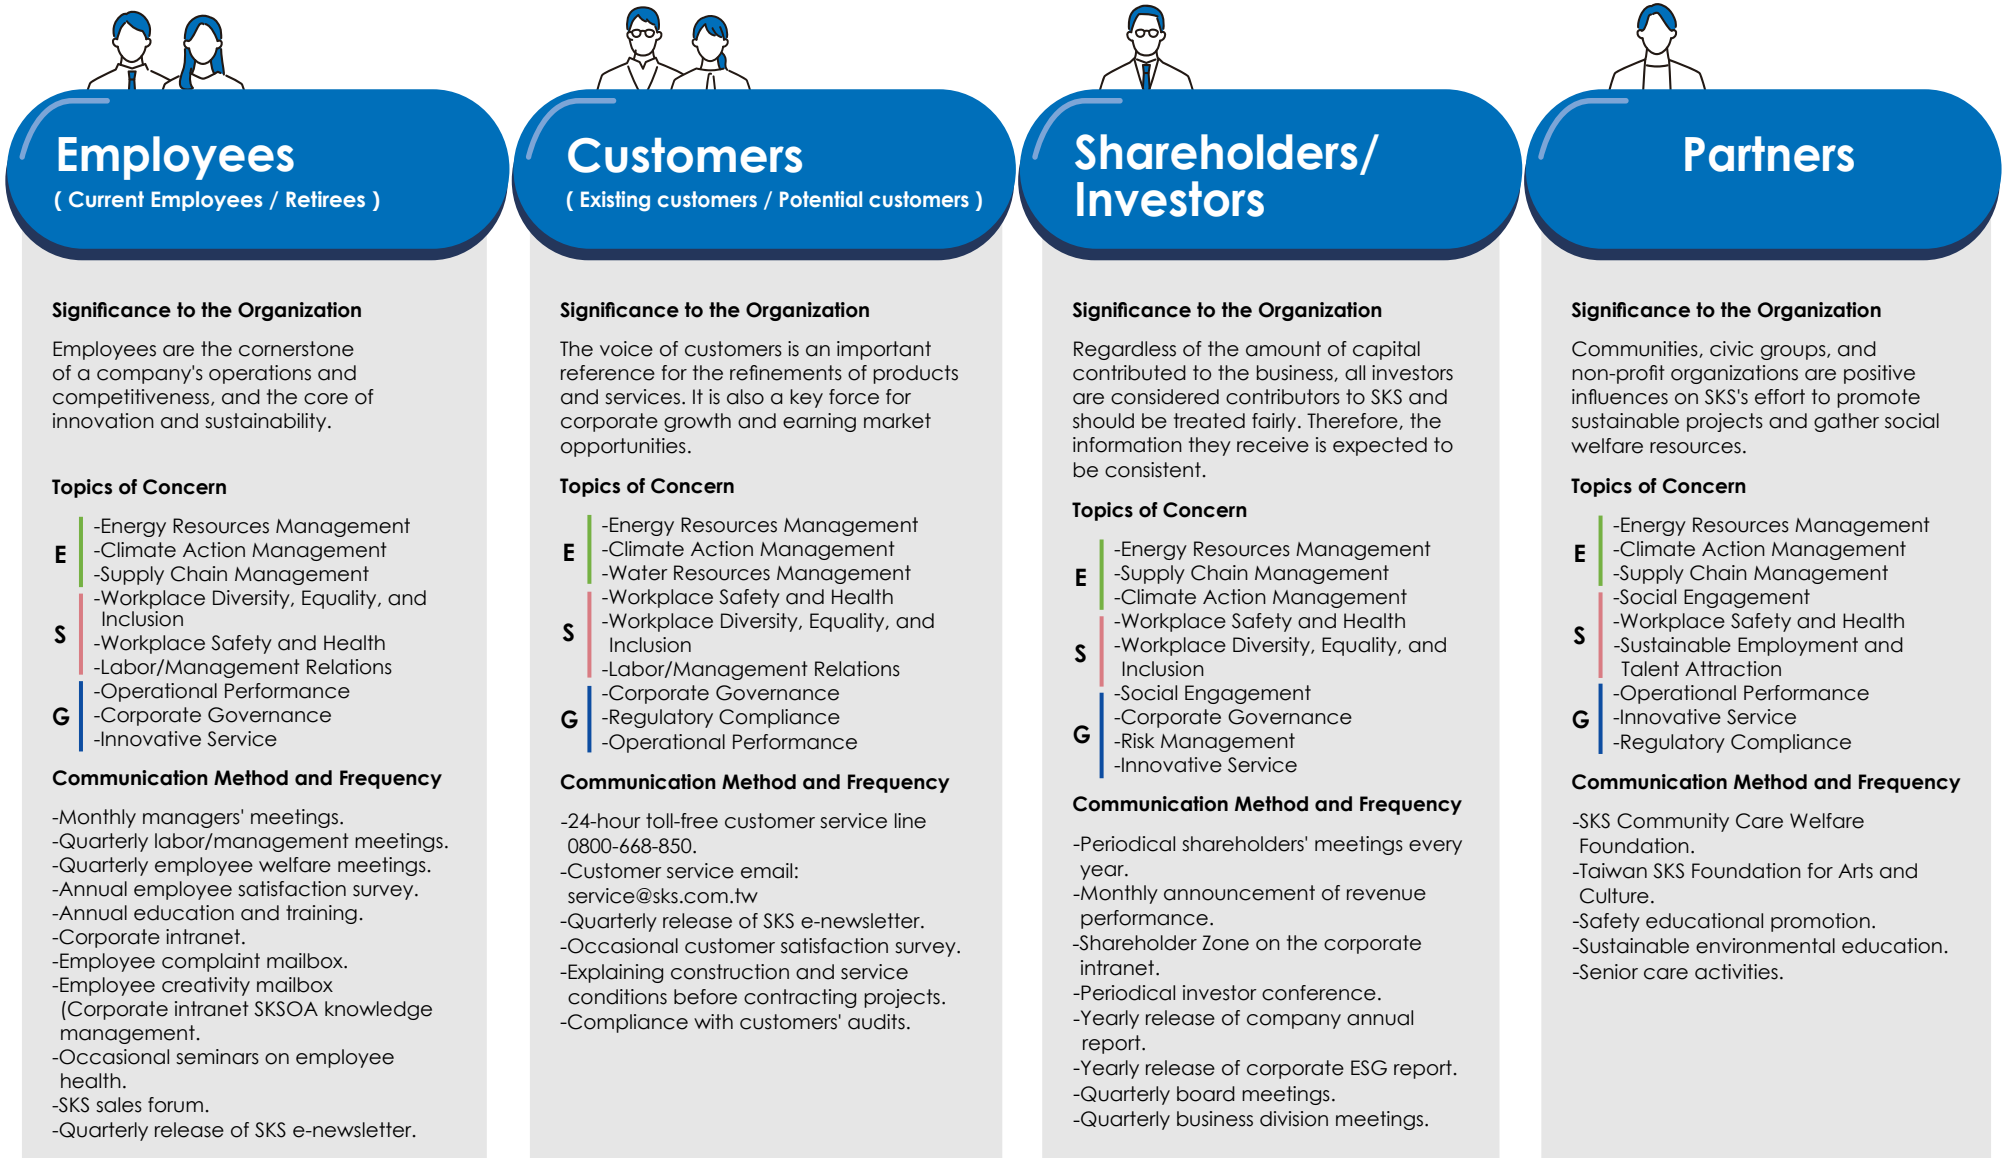 Employees
( Current Employees / Retirees )
Significance to the Organization
Employees are the cornerstone
of a company's operations and
competitiveness, and the core of
innovation and sustainability.
Topics of Concern
E
-Energy Resources Management
-Climate Action Management
-Supply Chain Management
S
-Workplace Diversity, Equality, and
Inclusion
-Workplace Safety and Health
-Labor/Management Relations
G
-Operational Performance
-Corporate Governance
-Innovative Service
Communication Method and Frequency
-Monthly managers' meetings.
-Quarterly labor/management meetings.
-Quarterly employee welfare meetings.
-Annual employee satisfaction survey.
-Annual education and training.
-Corporate intranet.
-Employee complaint mailbox.
-Employee creativity mailbox
(Corporate intranet SKSOA knowledge
management.
-Occasional seminars on employee
health.
-SKS sales forum.
-Quarterly release of SKS e-newsletter.
Customers
( Existing customers / Potential customers )
Significance to the Organization
The voice of customers is an important
reference for the refinements of products
and services. It is also a key force for
corporate growth and earning market
opportunities.
Topics of Concern
E
-Energy Resources Management
-Climate Action Management
-Water Resources Management
S
-Workplace Safety and Health
-Workplace Diversity, Equality, and
Inclusion
-Labor/Management Relations
G
-Corporate Governance
-Regulatory Compliance
-Operational Performance
Communication Method and Frequency
-24-hour toll-free customer service line
0800-668-850.
-Customer service email:
service@sks.com.tw
-Quarterly release of SKS e-newsletter.
-Occasional customer satisfaction survey.
-Explaining construction and service
conditions before contracting projects.
-Compliance with customers' audits.
Shareholders/
Investors
Significance to the Organization
Regardless of the amount of capital
contributed to the business, all investors
are considered contributors to SKS and
should be treated fairly. Therefore, the
information they receive is expected to
be consistent.
Topics of Concern
E
-Energy Resources Management
-Supply Chain Management
-Climate Action Management
S
-Workplace Safety and Health
-Workplace Diversity, Equality, and
Inclusion
-Social Engagement
G
-Corporate Governance
-Risk Management
-Innovative Service
Communication Method and Frequency
-Periodical shareholders' meetings every
year.
-Monthly announcement of revenue
performance.
-Shareholder Zone on the corporate
intranet.
-Periodical investor conference.
-Yearly release of company annual
report.
-Yearly release of corporate ESG report.
-Quarterly board meetings.
-Quarterly business division meetings.
Partners
Significance to the Organization
Communities, civic groups, and
non-profit organizations are positive
influences on SKS's effort to promote
sustainable projects and gather social
welfare resources.
Topics of Concern
E
-Energy Resources Management
-Climate Action Management
-Supply Chain Management
S
-Social Engagement
-Workplace Safety and Health
-Sustainable Employment and
Talent Attraction
G
-Operational Performance
-Innovative Service
-Regulatory Compliance
Communication Method and Frequency
-SKS Community Care Welfare
Foundation.
-Taiwan SKS Foundation for Arts and
Culture.
-Safety educational promotion.
-Sustainable environmental education.
-Senior care activities.